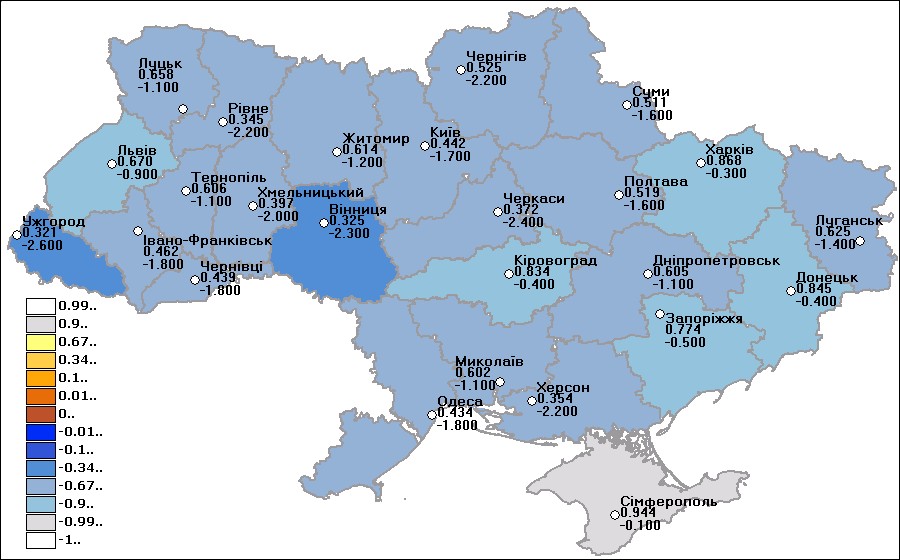 Чернігів
0.525
-2.200
Луцьк
0.658
-1.100
Суми
0.511
-1.600
Рівне
0.345
-2.200
Київ
0.442
-1.700
Житомир
0.614
-1.200
Харків
0.868
-0.300
Львів
0.670
-0.900
Тернопіль
0.606
-1.100
Полтава
0.519
-1.600
Хмельницький
0.397
-2.000
Черкаси
0.372
-2.400
Вінниця
0.325
-2.300
Ужгород
0.321
-2.600
Луганськ
0.625
-1.400
Івано-Франківськ
0.462
-1.800
Кіровоград
0.834
-0.400
Дніпропетровськ
0.605
-1.100
Чернівці
0.439
-1.800
Донецьк
0.845
-0.400
Запоріжжя
0.774
-0.500
Миколаїв
0.602
-1.100
Херсон
0.354
-2.200
Одеса
0.434
-1.800
Сімферополь
0.944
-0.100
0.99..
0.9..
0.67..
0.34..
0.1..
0.01..
0..
-0.01..
-0.1..
-0.34..
-0.67..
-0.9..
-0.99..
-1..